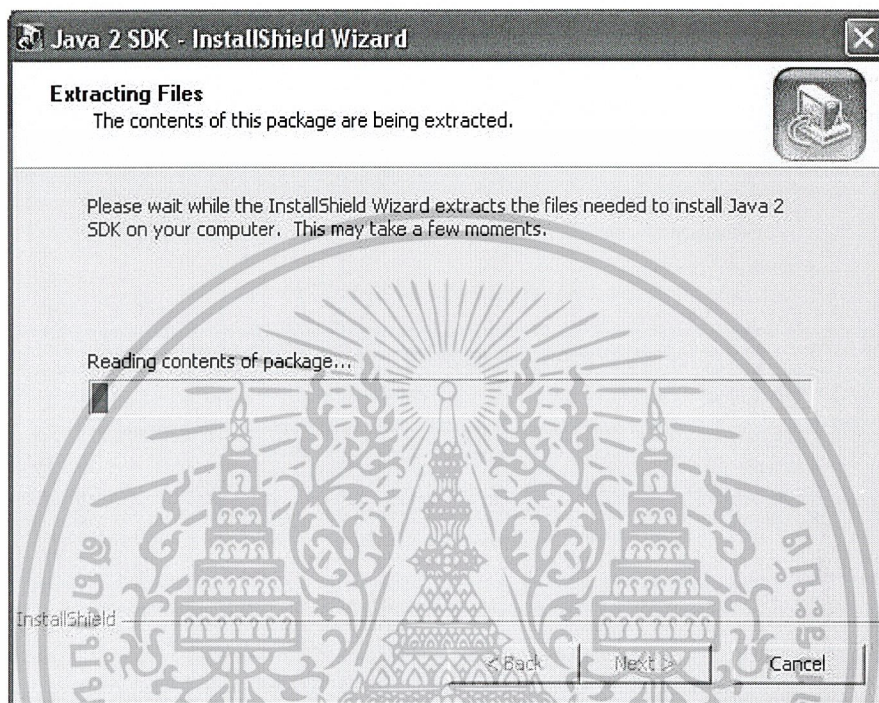 Java 2 SDK - InstallShield Wizard
Extracting Files
The contents of this package are being extracted.
Please wait while the InstallShield Wizard extracts the files needed to install Java 2
SDK on your computer. This may take a few moments.
Reading contents of package...
InstallShield
< Back
Next >
Cancel